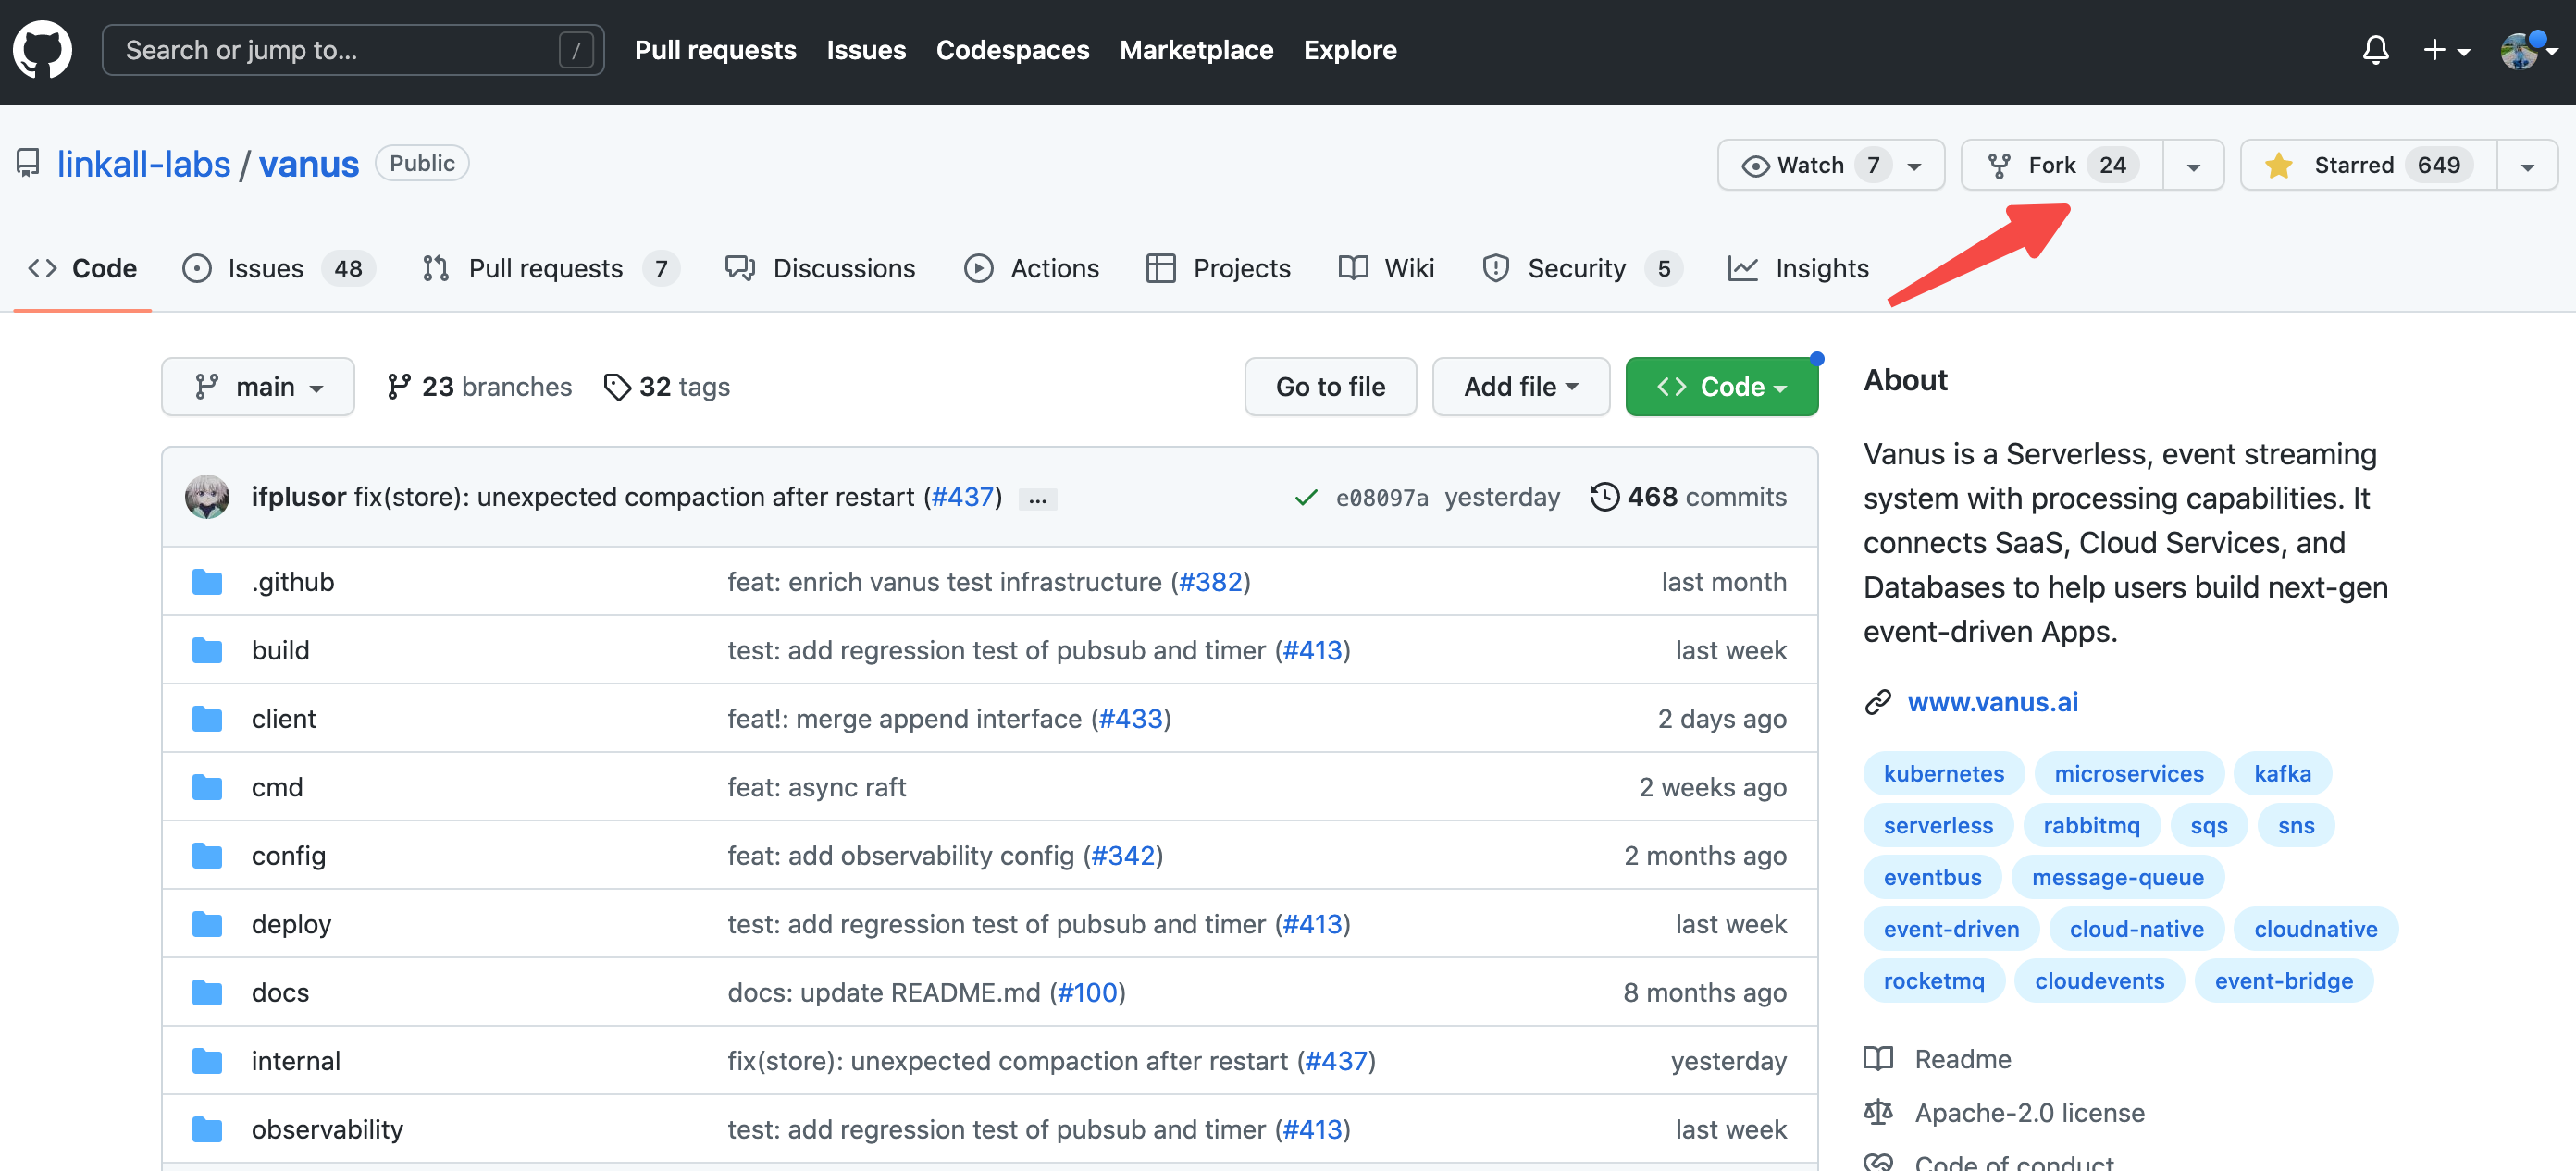 Search or jump to... / Pull requests Issues Codespaces Marketplace Explore
linkall-labs / vanus Public Watch 7 Fork 24 Starred 649
Code Issues 48 Pull requests 7 Discussions Actions Projects Wiki Security 5 Insights
main 23 branches 32 tags Go to file Add file Code
ifplusor fix(store): unexpected compaction after restart (#437) ... e08097a yesterday 468 commits
.github feat: enrich vanus test infrastructure (#382) last month
build test: add regression test of pubsub and timer (#413) last week
client feat!: merge append interface (#433) 2 days ago
cmd feat: async raft 2 weeks ago
config feat: add observability config (#342) 2 months ago
deploy test: add regression test of pubsub and timer (#413) last week
docs docs: update README.md (#100) 8 months ago
internal fix(store): unexpected compaction after restart (#437) yesterday
observability test: add regression test of pubsub and timer (#413) last week
About
Vanus is a Serverless, event streaming
system with processing capabilities. It
connects SaaS, Cloud Services, and
Databases to help users build next-gen
event-driven Apps.
www.vanus.ai
kubernetes microservices kafka
serverless rabbitmq sqs sns
eventbus message-queue
event-driven cloud-native cloudnative
rocketmq cloudevents event-bridge
Readme
Apache-2.0 license
Code of conduct